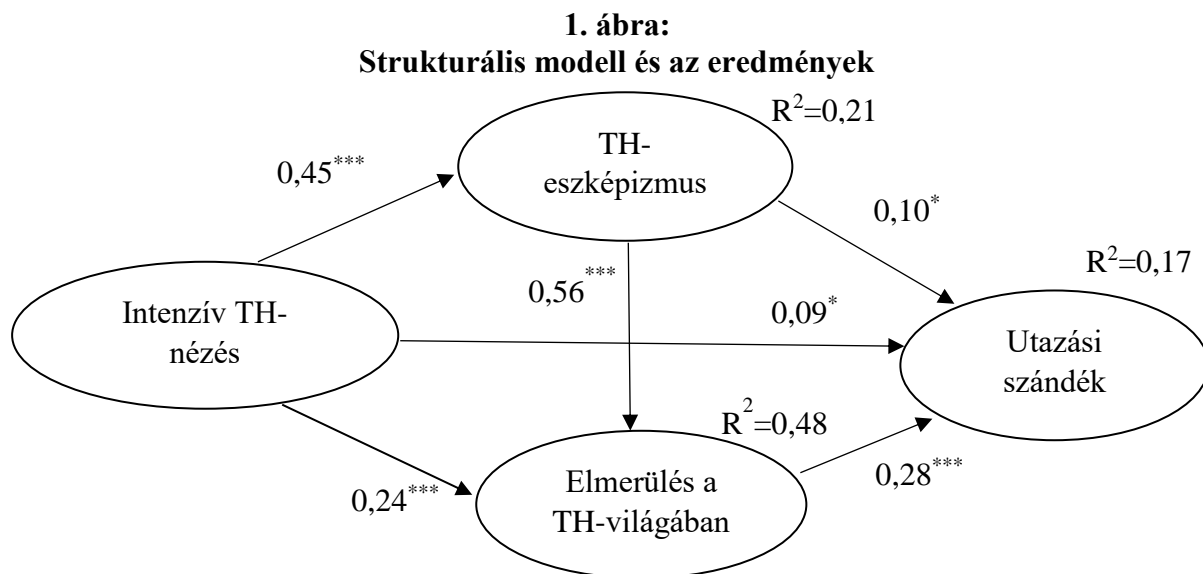 1. ábra:
Strukturális modell és az eredmények
R²=0,21
TH-
eszképizmus
0,45***
0,10*
R²=0,17
0,56***
Intenzív TH-
nézés
0,09*
Utazási
szándék
R²=0,48
0,24***
Elmerülés a
TH-világában
0,28***